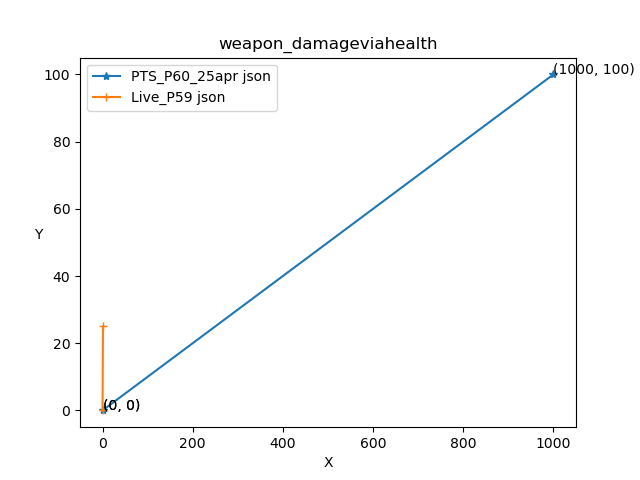 weapon_damageviahealth
PTS_P60_25apr json
Live_P59 json
(1000, 100)
100
80
60
Y
40
20
0
(0, 0)
0
200
400
600
800
1000
X